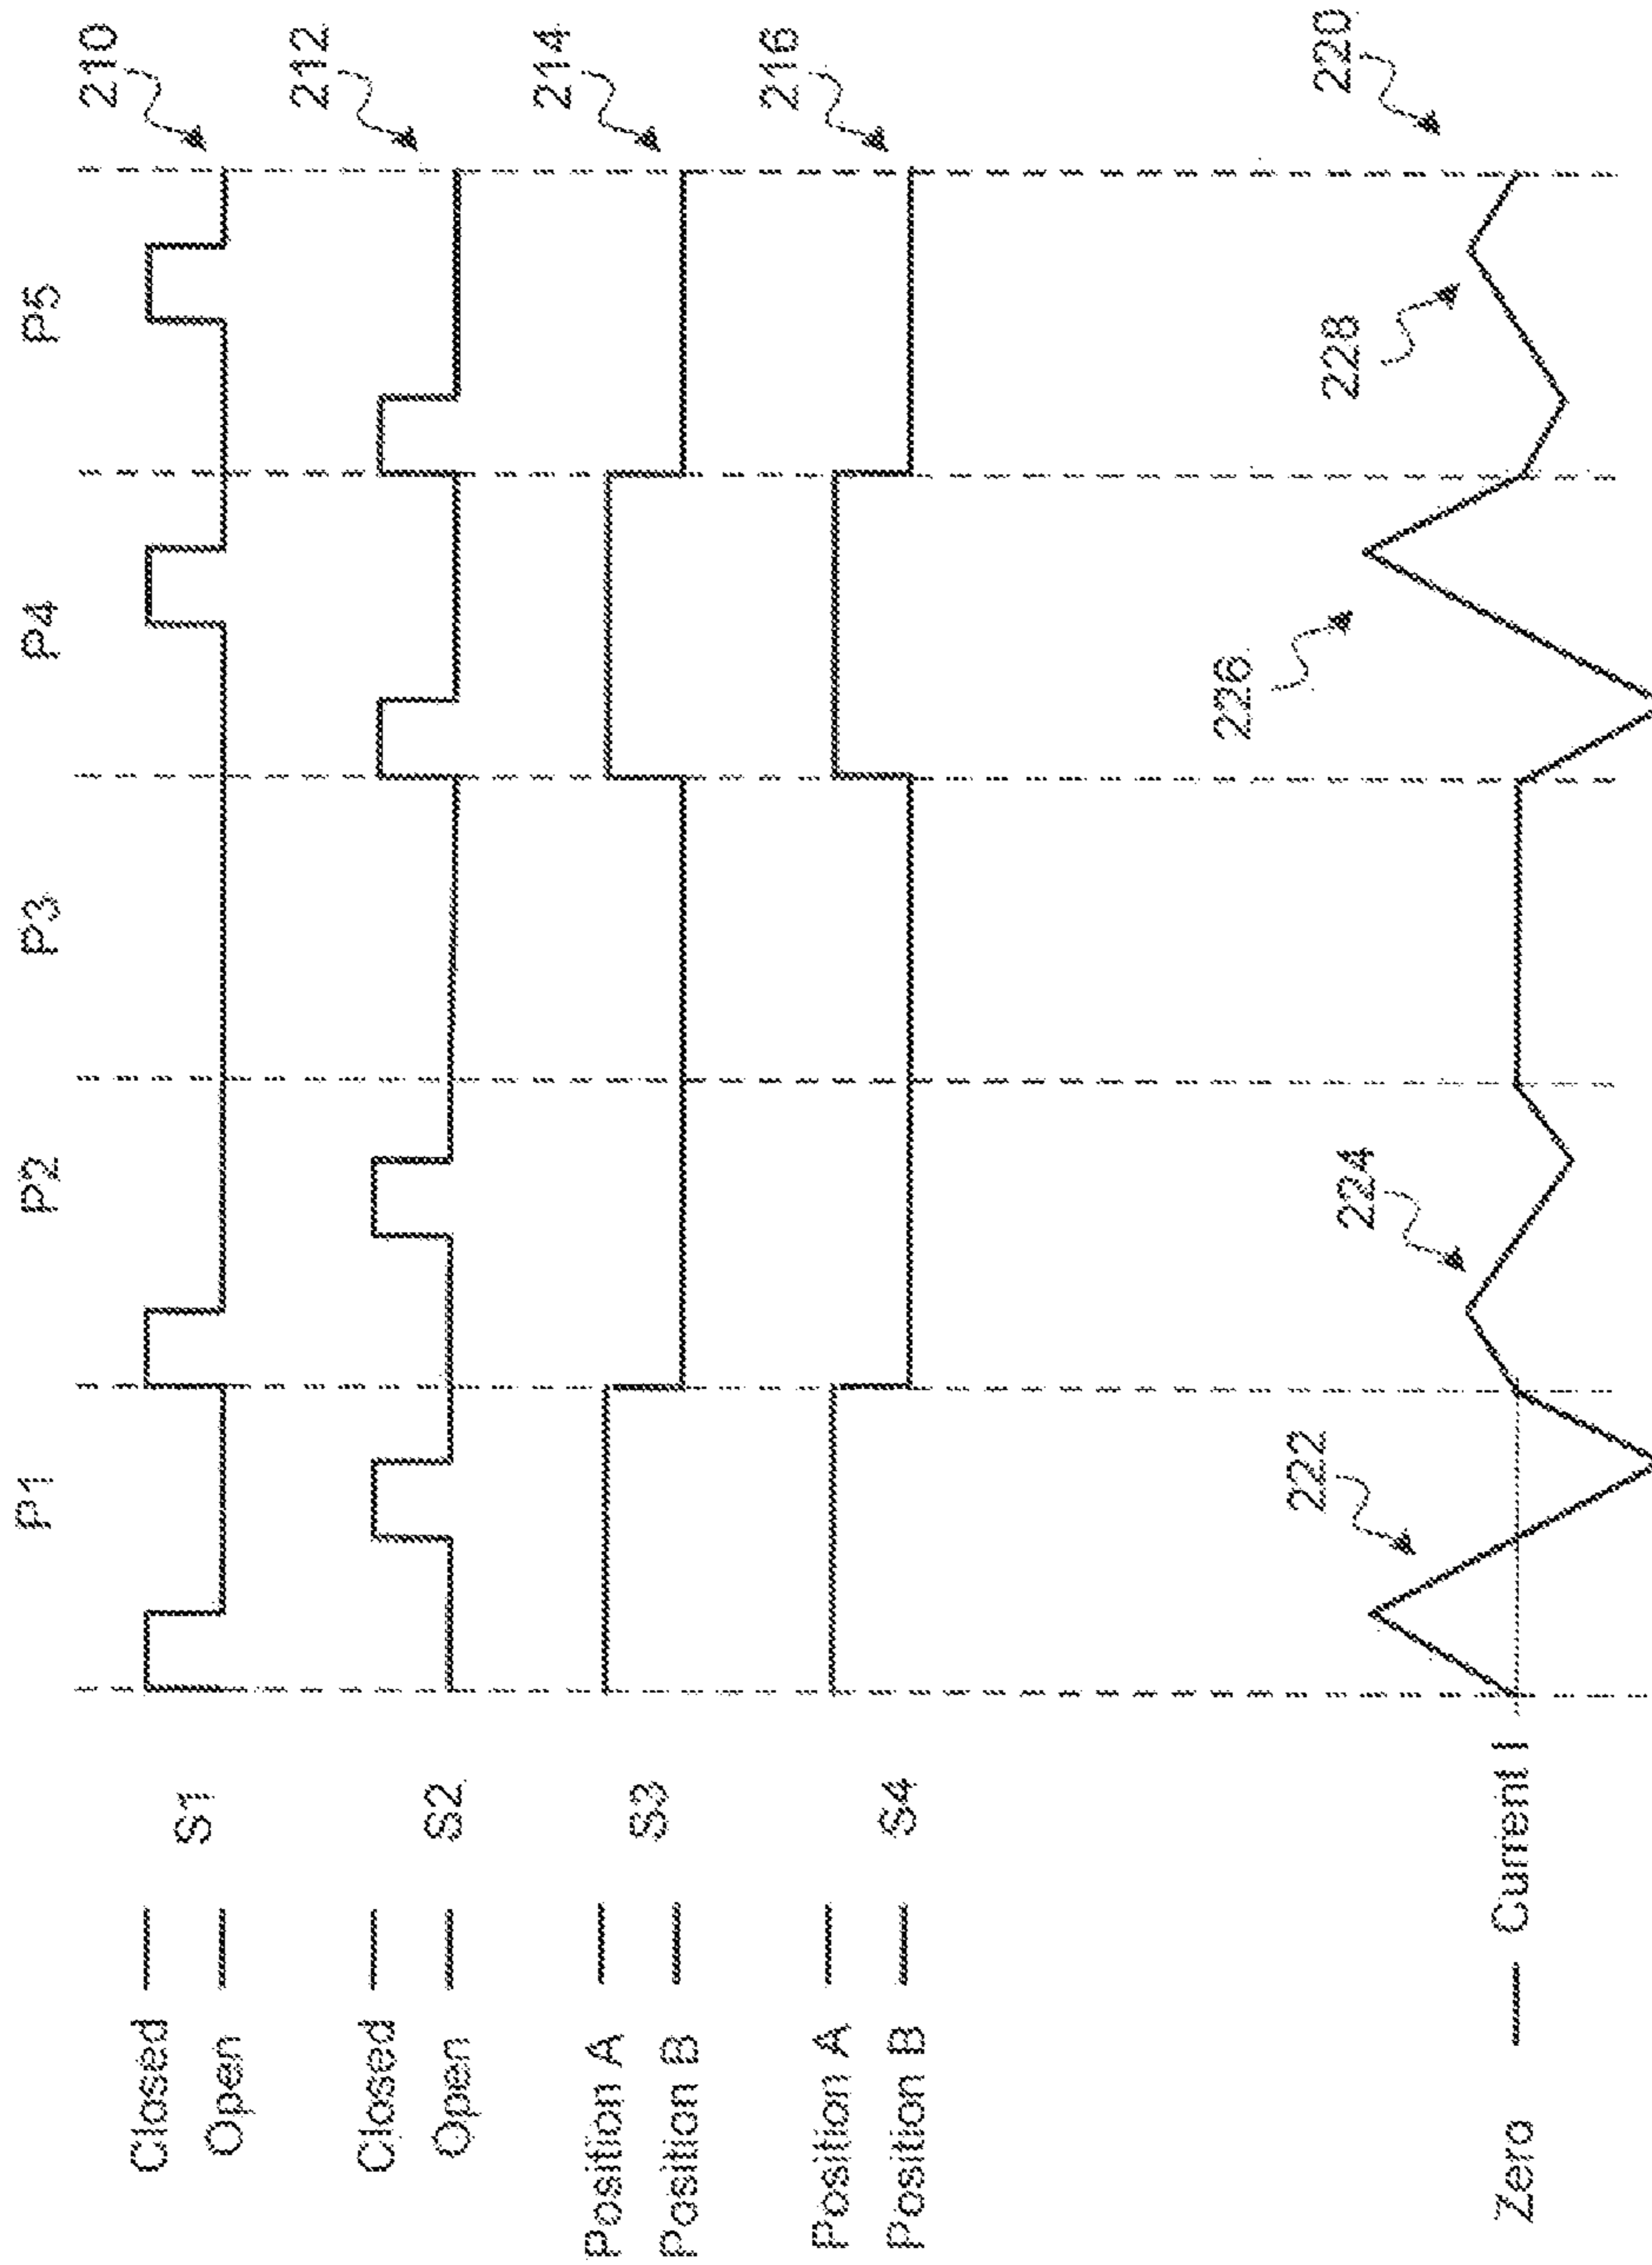 P1 P2 P3 P4 P5
Closed
Open
S1
210
Closed
Open
S2
212
Position A
Position B
S3
214
Position A
Position B
S4
216
Zero
Current I
220
222
224
226
228